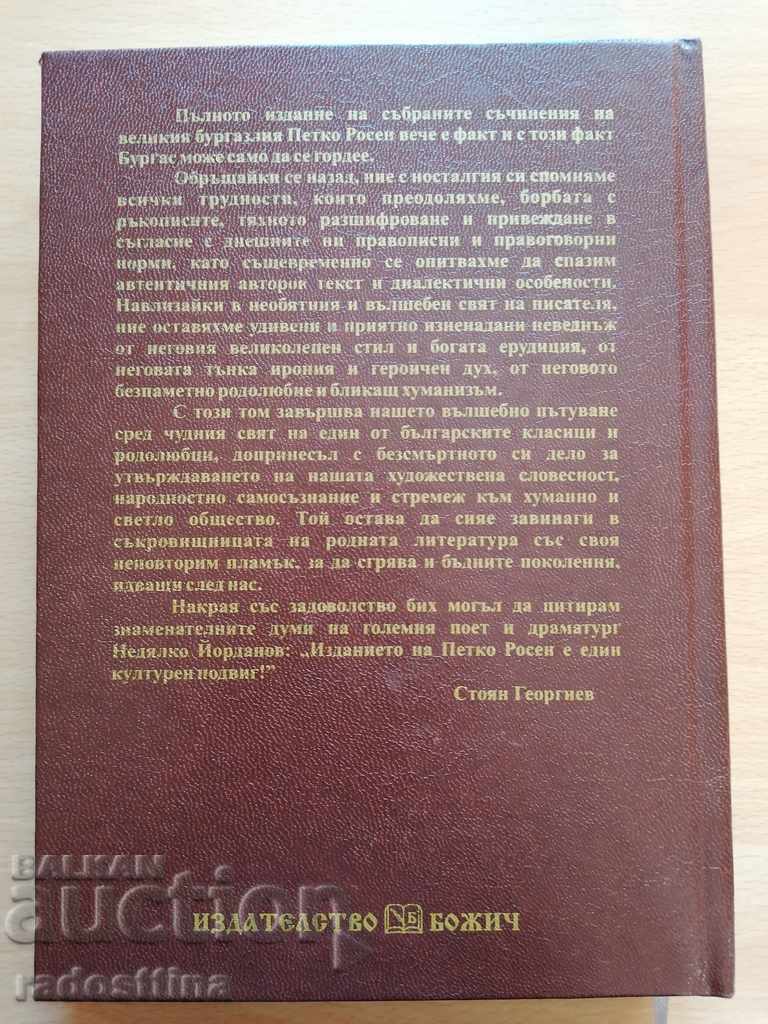 Пълното издание на събраните съчинения на
великия бургазлия Петко Росен вече е факт и с този факт
Бургас може само да се гордее.
Обръщайки се назад, ние с носталгия си спомняме
всички трудности, които преодоляхме, борбата с
ръкописите, тяхното разшифроване и привеждане в
съгласие с днешните ни правописни и правоговорни
норми, като същевременно се опитвахме да спазим
автентичния авторов текст и диалектични особености.
Навлизайки в необятния и вълшебен свят на писателя,
ние оставяхме удивени и приятно изненадани неведнъж
от неговия великолепен стил и богата ерудиция, от
неговата тънка ирония и героичен дух, от неговото
безпаметно родолюбие и бликащ хуманизъм.
С този том завършва нашето вълшебно пътуване
сред чудния свят на един от българските класици и
родолюбци, допринесъл с безсмъртното си дело за
утвърждаването на нашата художествена словесност,
народностно самосъзнание и стремеж към хуманно и
светло общество. Той остава да сияе завинаги в
съкровищницата на родната литература със своя
неповторим пламък, за да сгрява и бъдните поколения,
идващи след нас.
Накрая със задоволство бих могъл да цитирам
знаменателните думи на големия поет и драматург
Недялко Йорданов: „Изданието на Петко Росен е един
културен подвиг!”
Стоян Георгиев
ИЗДАТЕЛСТВО Б БОЖИЧ
BALKAN
auction
radosttina